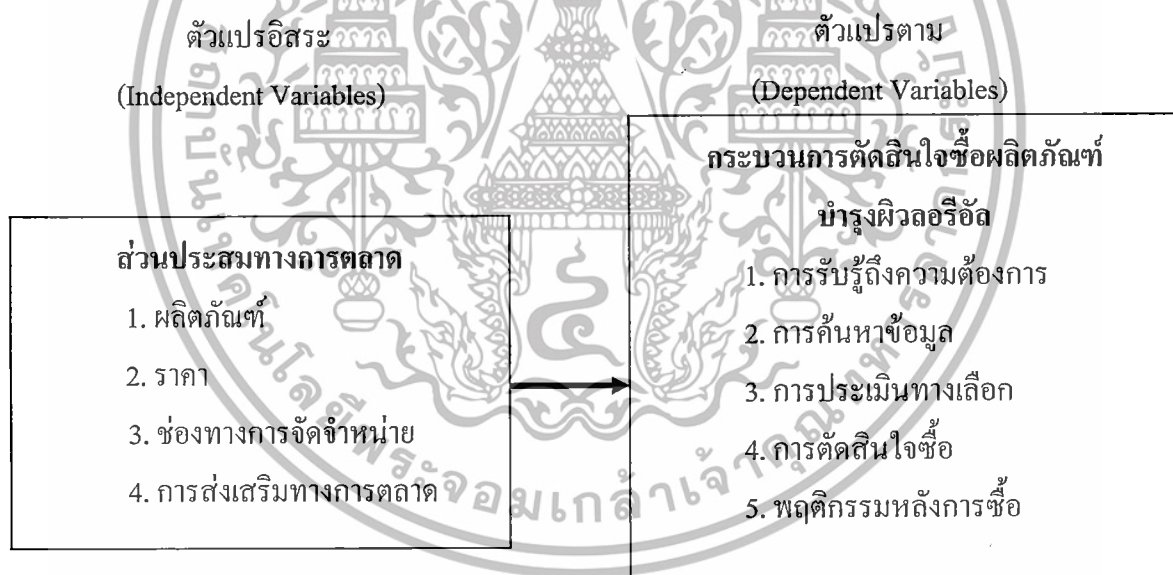 ตัวแปรอิสระ
(Independent Variables)
ส่วนประสมทางการตลาด
1. ผลิตภัณฑ์
2. ราคา
3. ช่องทางการจัดจำหน่าย
4. การส่งเสริมทางการตลาด
ตัวแปรตาม
(Dependent Variables)
กระบวนการตัดสินใจซื้อผลิตภัณฑ์
บำรุงผิวลอรีอัล
1. การรับรู้ถึงความต้องการ
2. การค้นหาข้อมูล
3. การประเมินทางเลือก
4. การตัดสินใจซื้อ
5. พฤติกรรมหลังการซื้อ